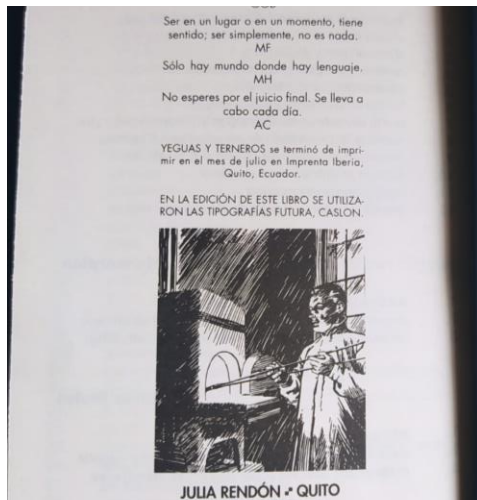 Ser en un lugar o en un momento, tiene
sentido; ser simplemente, no es nada.
MF
Sólo hay mundo donde hay lenguaje.
MH
No esperes por el juicio final. Se lleva a
cabo cada día.
AC
YEGUAS Y TERNEROS se terminó de impri-
mir en el mes de julio en Imprenta Iberia,
Quito, Ecuador.
EN LA EDICIÓN DE ESTE LIBRO SE UTILIZA-
RON LAS TIPOGRAFÍAS FUTURA, CASLON.
JULIA RENDÓN QUITO